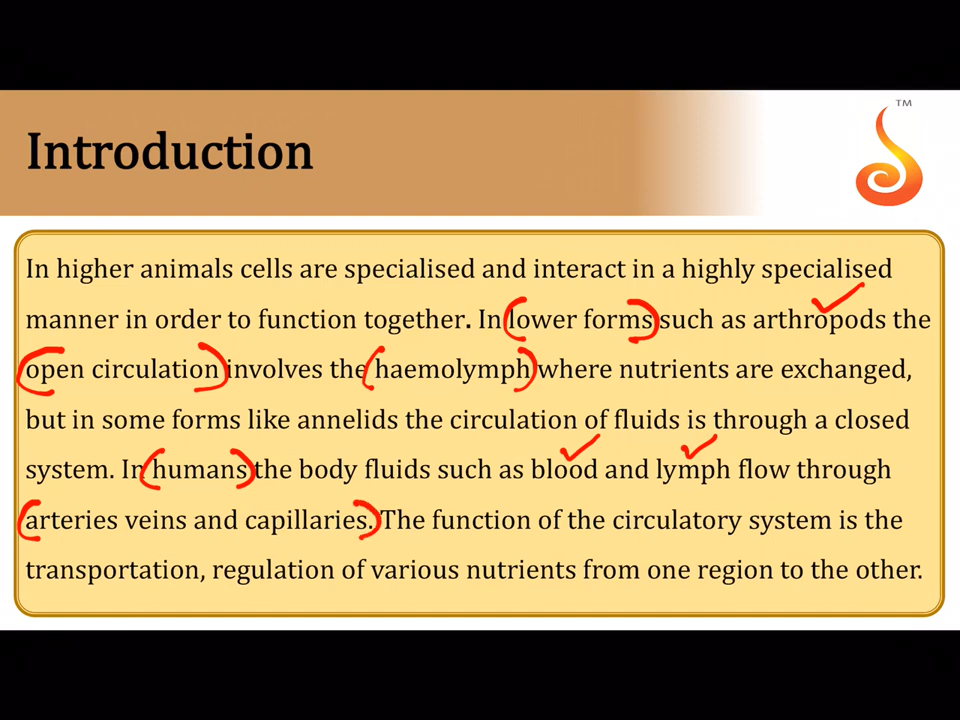 TM
Introduction
In higher animals cells are specialised and interact in a highly specialised
manner in order to function together. In lower forms such as arthropods the
open circulation involves the haemolymph where nutrients are exchanged,
but in some forms like annelids the circulation of fluids is through a closed
system. In humans the body fluids such as blood and lymph flow through
arteries veins and capillaries. The function of the circulatory system is the
transportation, regulation of various nutrients from one region to the other.